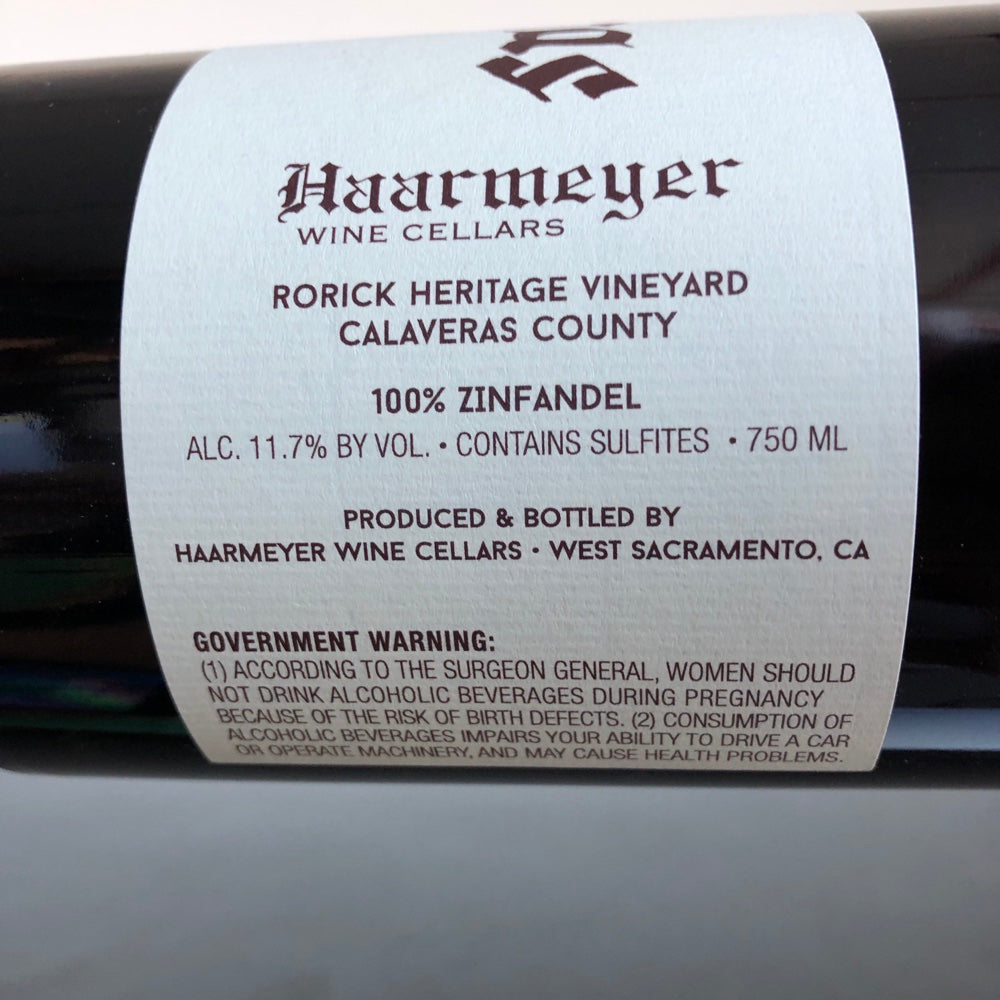 Haarmeyer
WINE CELLARS
RORICK HERITAGE VINEYARD
CALAVERAS COUNTY
100% ZINFANDEL
ALC. 11.7% BY VOL. • CONTAINS SULFITES • 750 ML
PRODUCED & BOTTLED BY
HAARMEYER WINE CELLARS • WEST SACRAMENTO, CA
GOVERNMENT WARNING:
(1) ACCORDING TO THE SURGEON GENERAL, WOMEN SHOULD
NOT DRINK ALCOHOLIC BEVERAGES DURING PREGNANCY
BECAUSE OF THE RISK OF BIRTH DEFECTS. (2) CONSUMPTION OF
ALCOHOLIC BEVERAGES IMPAIRS YOUR ABILITY TO DRIVE A CAR
OR OPERATE MACHINERY, AND MAY CAUSE HEALTH PROBLEMS.